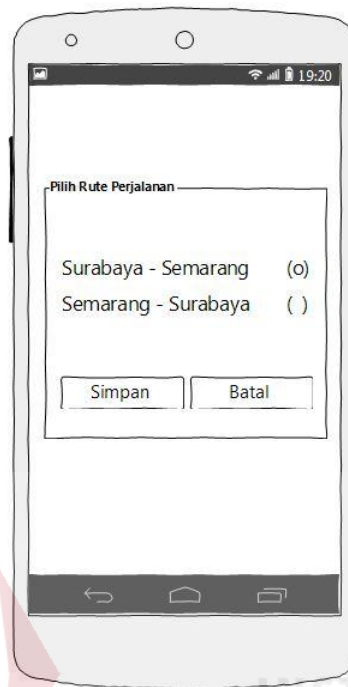 19:20
Pilih Rute Perjalanan
Surabaya - Semarang (o)
Semarang - Surabaya ( )
Simpan Batal